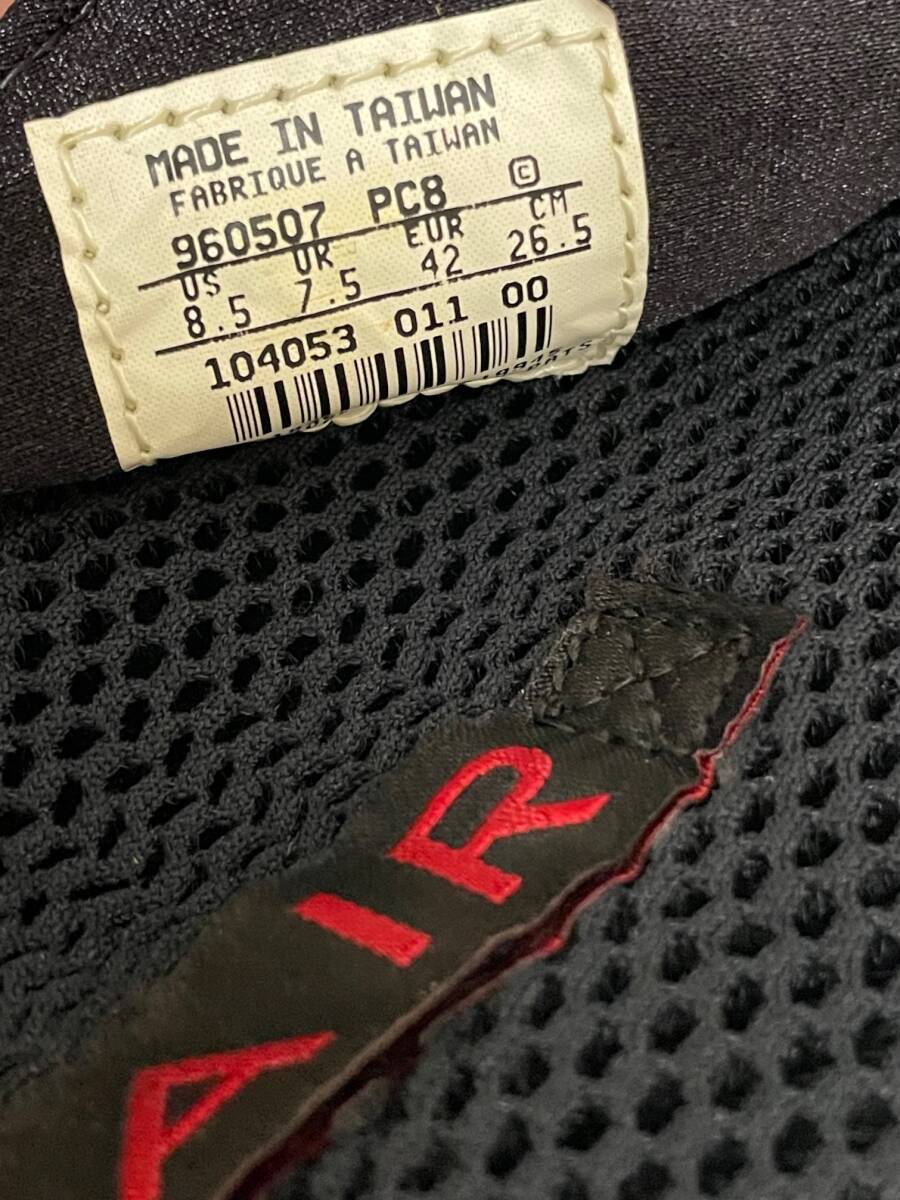 MADE IN TAIWAN
FABRIQUE A TAIWAN
960507 PC8 ©
US UK EUR CM
8.5 7.5 42 26.5
104053 011 00
AIR